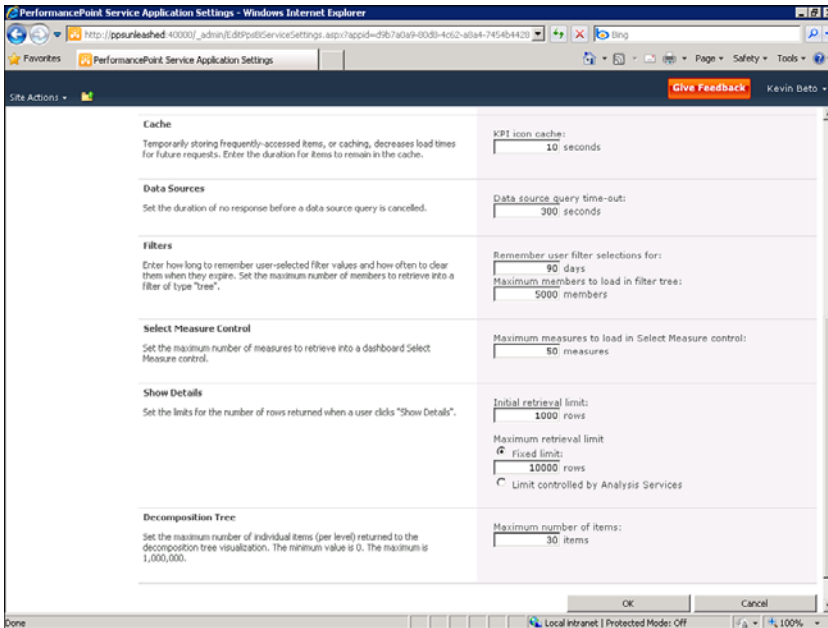 PerformancePoint Service Application Settings - Windows Internet Explorer
http://ppsunleashed:40000/_admin/EditPpsBIServiceSettings.aspx?appid=d9b7a0a9-80d8-4c62-a8a4-7454b4428
Bing
Favorites
PerformancePoint Service Application Settings
Page
Safety
Tools
Site Actions
Give Feedback
Kevin Beto
Cache
Temporarily storing frequently-accessed items, or caching, decreases load times
for future requests. Enter the duration for items to remain in the cache.
KPI icon cache:
10 seconds
Data Sources
Set the duration of no response before a data source query is cancelled.
Data source query time-out:
300 seconds
Filters
Enter how long to remember user-selected filter values and how often to clear
them when they expire. Set the maximum number of members to retrieve into a
filter of type "tree".
Remember user filter selections for:
90 days
Maximum members to load in filter tree:
5000 members
Select Measure Control
Set the maximum number of measures to retrieve into a dashboard Select
Measure control.
Maximum measures to load in Select Measure control:
50 measures
Show Details
Set the limits for the number of rows returned when a user clicks "Show Details".
Initial retrieval limit:
1000 rows
Maximum retrieval limit
Fixed limit:
10000 rows
Limit controlled by Analysis Services
Decomposition Tree
Set the maximum number of individual items (per level) returned to the
decomposition tree visualization. The minimum value is 0. The maximum is
1,000,000.
Maximum number of items:
30 items
OK
Cancel
Done
Local intranet | Protected Mode: Off
100%